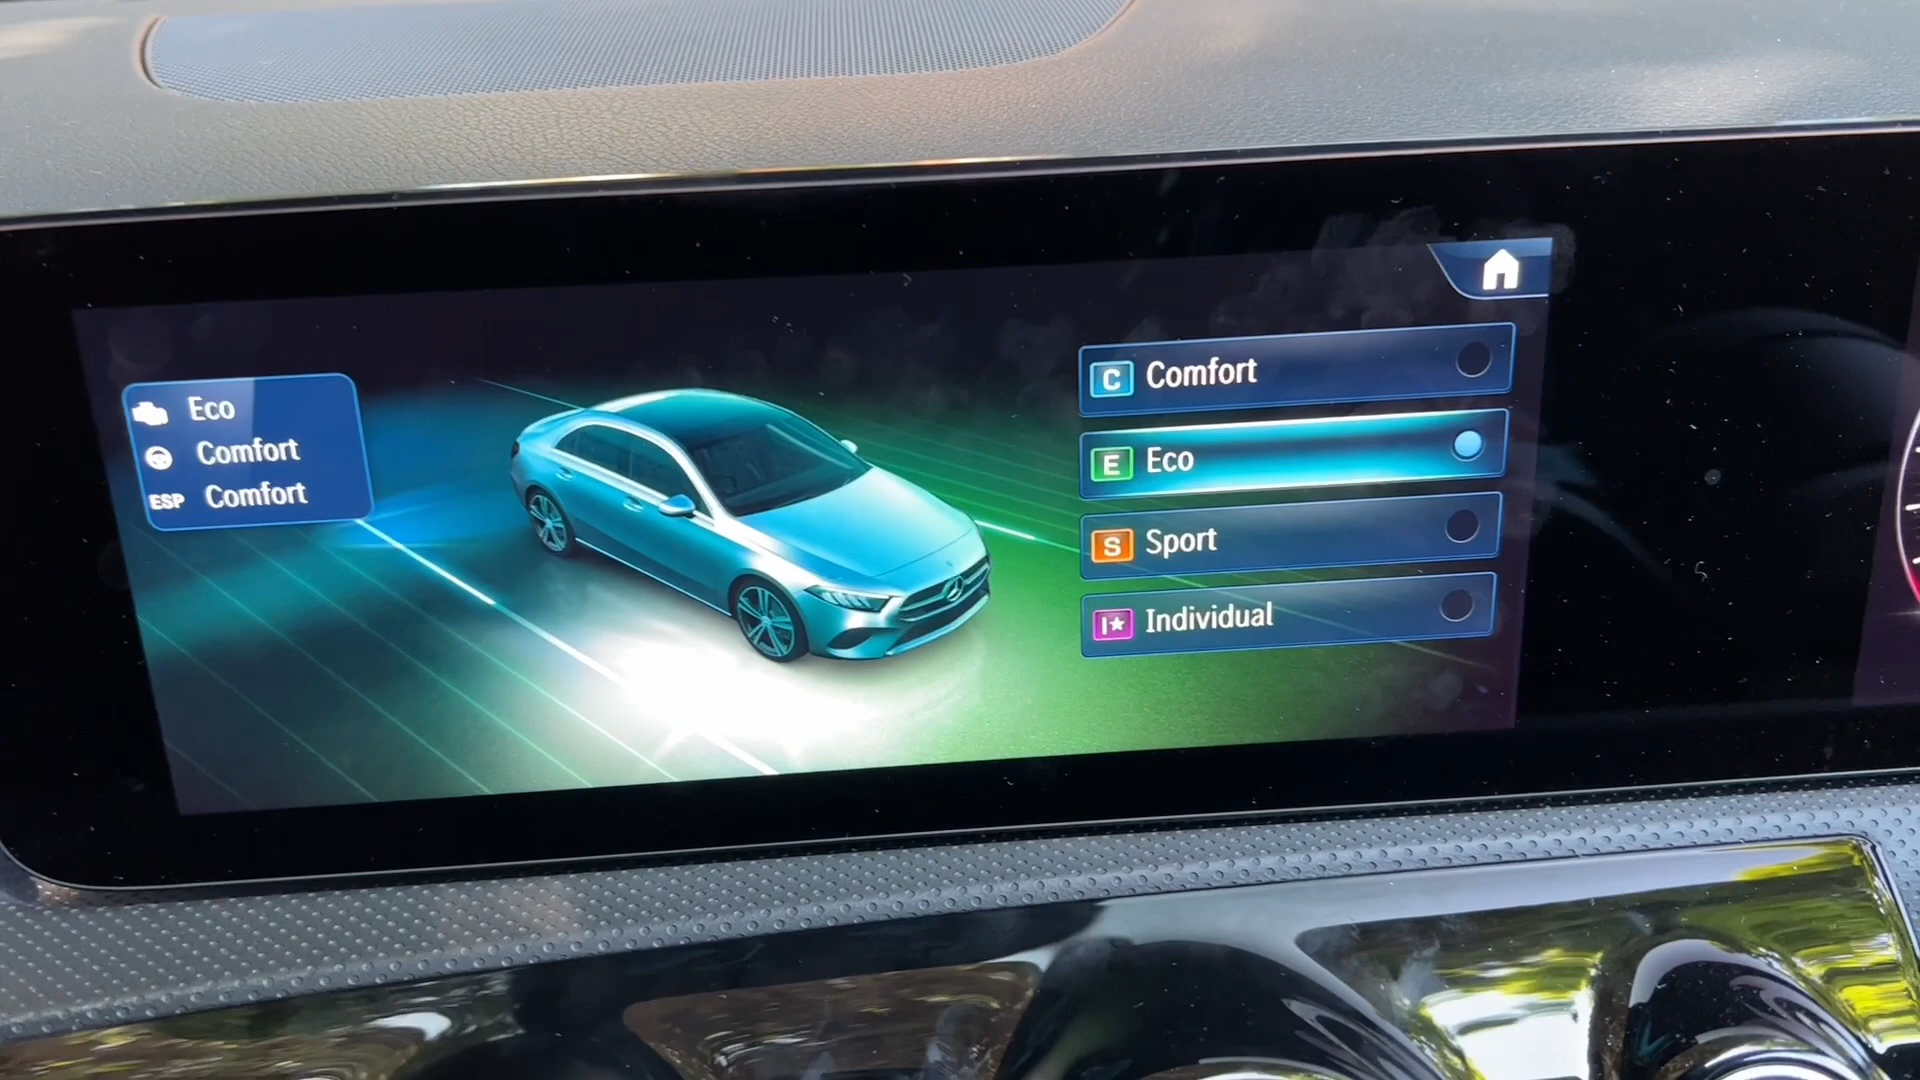 Eco
Comfort
ESP Comfort
C Comfort
E Eco
S Sport
I★ Individual